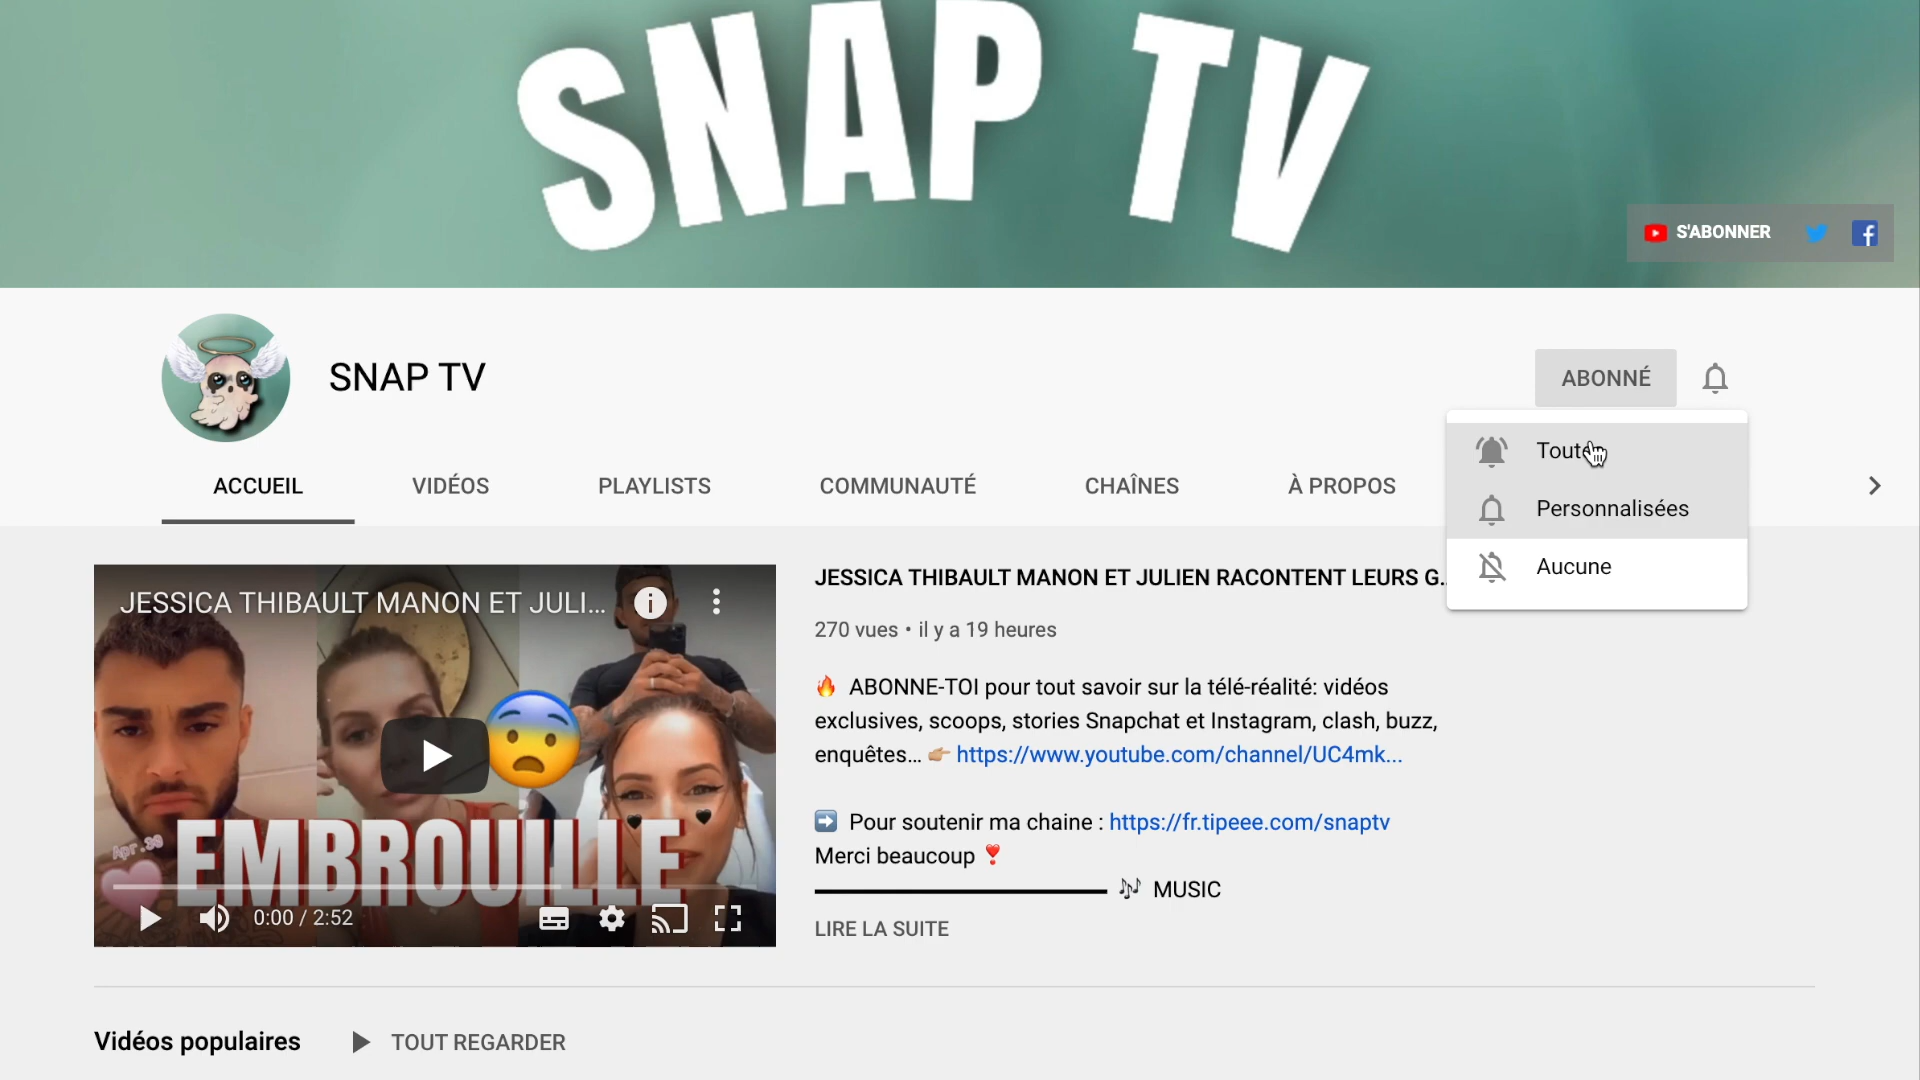 SNAP TV
S'ABONNER
SNAP TV
ABONNÉ
ACCUEIL
VIDÉOS
PLAYLISTS
COMMUNAUTÉ
CHAÎNES
À PROPOS
Personnalisées
Aucune
JESSICA THIBAULT MANON ET JULI...
Apr.30
EMBROUILLE
0:00 / 2:52
JESSICA THIBAULT MANON ET JULIEN RACONTENT LEURS G..
270 vues • il y a 19 heures
🔥 ABONNE-TOI pour tout savoir sur la télé-réalité: vidéos
exclusives, scoops, stories Snapchat et Instagram, clash, buzz,
enquêtes... 👉 https://www.youtube.com/channel/UC4mk...
➡️ Pour soutenir ma chaine : https://fr.tipeee.com/snaptv
Merci beaucoup ❣️
🎶 MUSIC
LIRE LA SUITE
Vidéos populaires
TOUT REGARDER